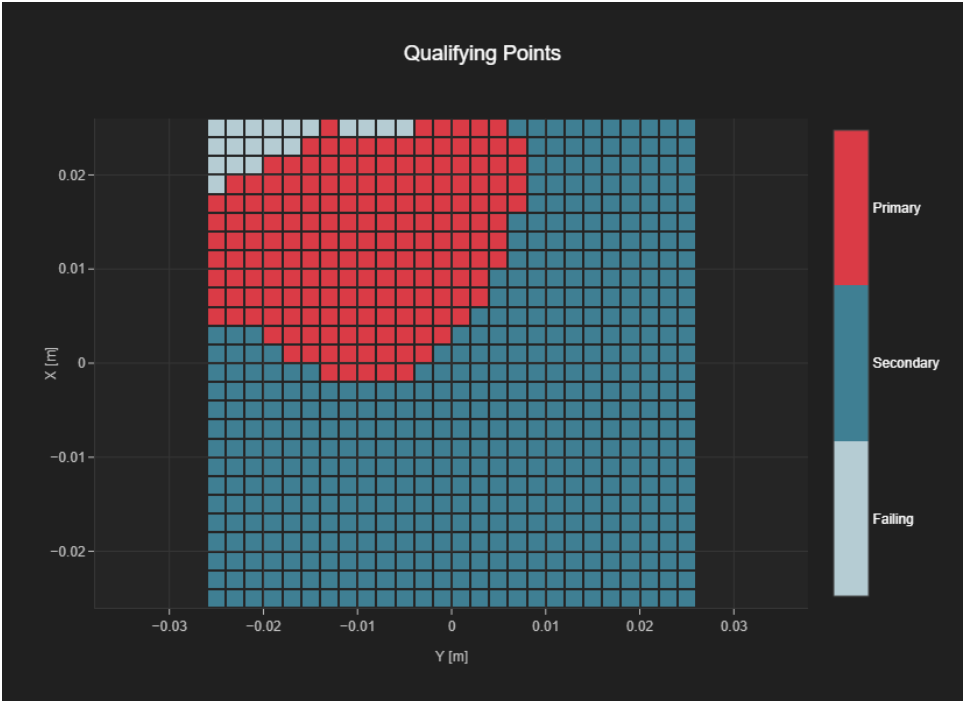 Qualifying Points
0.02
0.01
0
−0.01
−0.02
X [m]
−0.03
−0.02
−0.01
0
0.01
0.02
0.03
Y [m]
Primary
Secondary
Failing